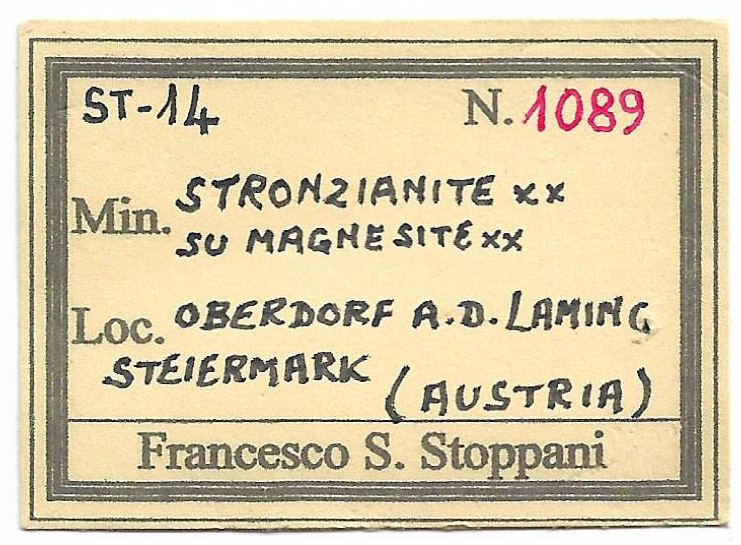 ST-14 N. 1089
Min. STRONZIANITE xx
SU MAGNESITE xx
Loc. OBERDORF A.D. LAMING
STEIERMARK (AUSTRIA)
Francesco S. Stoppani